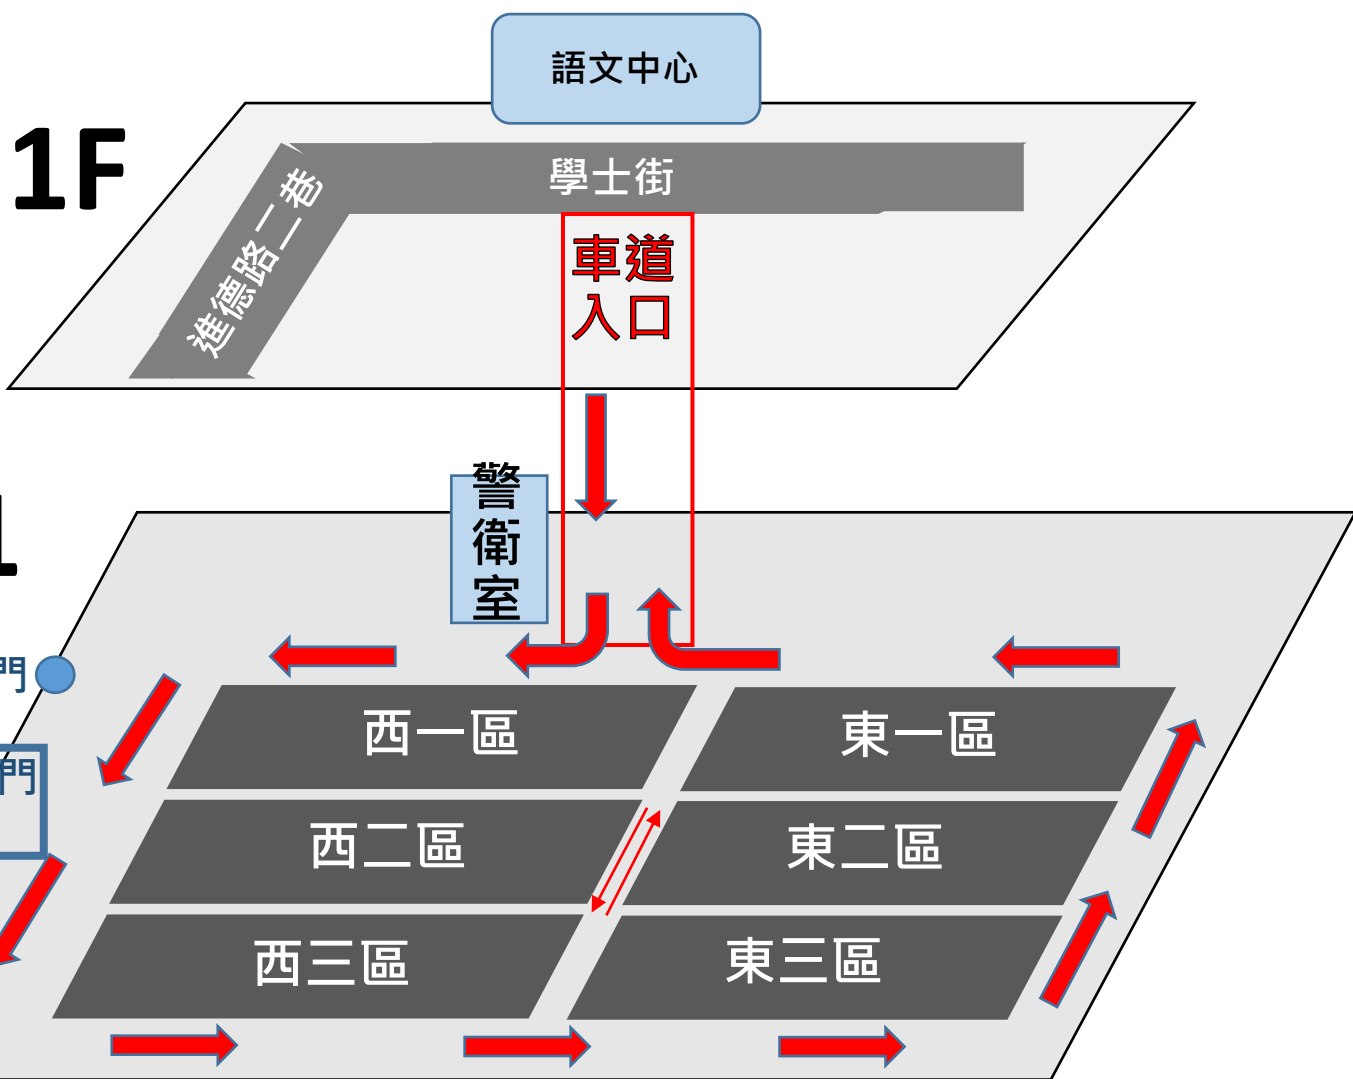 語文中心
1F
學士街
進德路二巷
車道
入口
警
衛
室
門
西一區
東一區
門
西二區
東二區
西三區
東三區